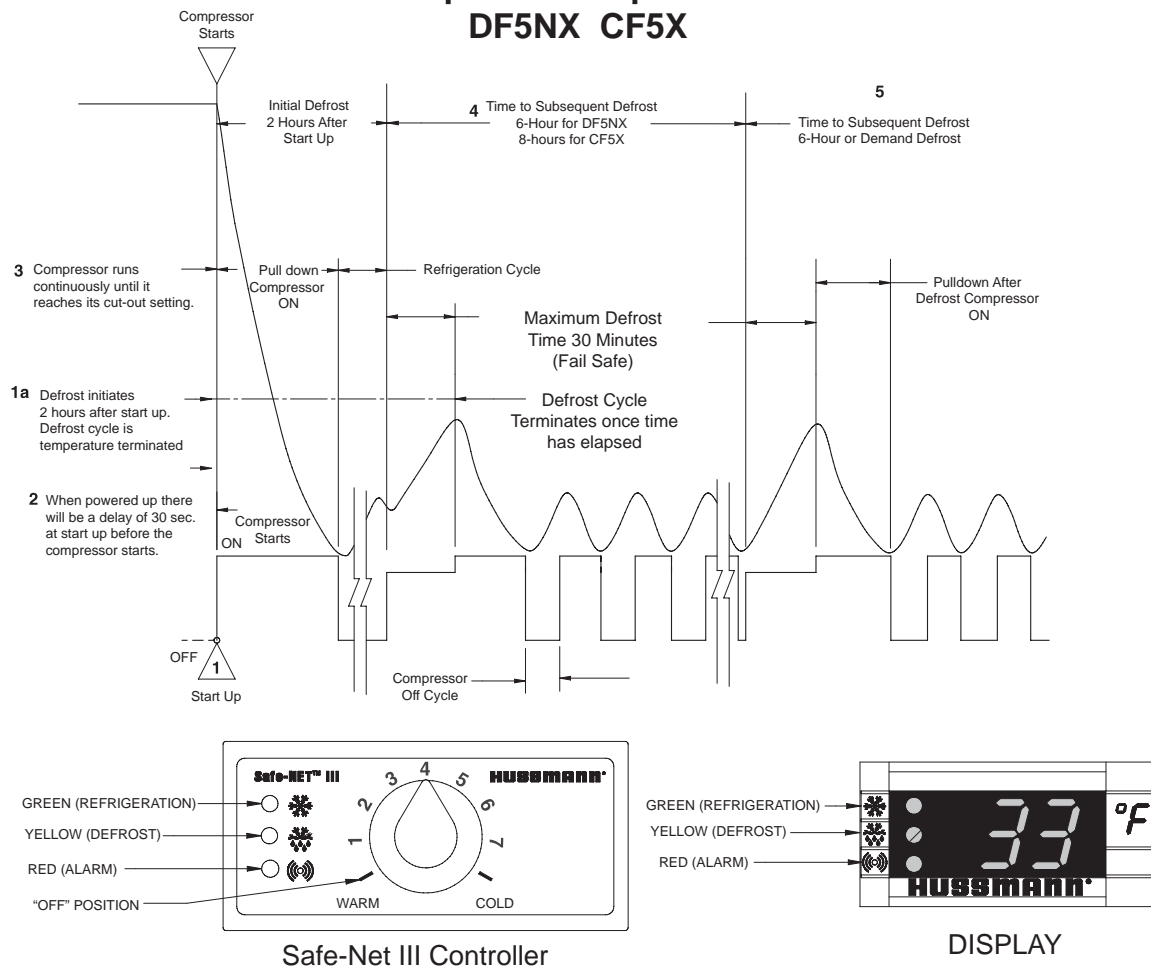 DF5NX CF5X
Compressor
Starts
Initial Defrost
2 Hours After
Start Up
4 Time to Subsequent Defrost
6-Hour for DF5NX
8-hours for CF5X
5
Time to Subsequent Defrost
6-Hour or Demand Defrost
3 Compressor runs
continuously until it
reaches its cut-out setting.
Pull down
Compressor
ON
Refrigeration Cycle
Pulldown After
Defrost Compressor
ON
Maximum Defrost
Time 30 Minutes
(Fail Safe)
1a Defrost initiates
2 hours after start up.
Defrost cycle is
temperature terminated
Defrost Cycle
Terminates once time
has elapsed
2 When powered up there
will be a delay of 30 sec.
at start up before the
compressor starts.
Compressor
Starts
ON
OFF
1
Start Up
Compressor
Off Cycle
Safe-NET™ III
HUSSMANN
GREEN (REFRIGERATION)
YELLOW (DEFROST)
RED (ALARM)
"OFF" POSITION
1 2 3 4 5 6 7
WARM
COLD
Safe-Net III Controller
GREEN (REFRIGERATION)
YELLOW (DEFROST)
RED (ALARM)
33
°F
HUSSMANN
DISPLAY